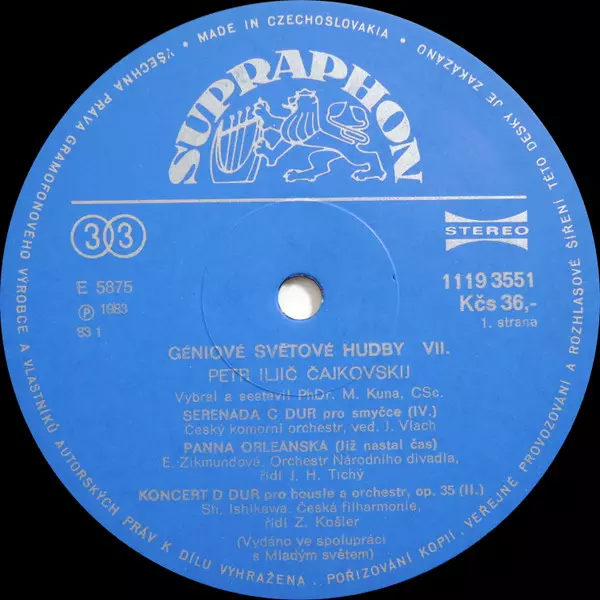 • MADE IN CZECHOSLOVAKIA •
VŠECHNA PRÁVA GRAMOFONOVÉHO VÝROBCE A VLASTNÍKŮ AUTORSKÝCH PRÁV K DÍLU VYHRAŽENA . POŘIZOVÁNÍ KOPIÍ . VEŘEJNÉ PROVOZOVÁNÍ A ROZHLASOVÉ ŠÍŘENÍ TÉTO DESKY JE ZAKÁZÁNO
SUPRAPHON
33
STEREO
E 5875
℗ 1983
83 1
1119 3551
Kčs 36,-
1. strana
GÉNIOVÉ SVĚTOVÉ HUDBY VII.
PETR ILJIČ ČAJKOVSKIJ
Vybral a sestavil PhDr. M. Kuna, CSc.
SERENÁDA C DUR pro smyčce (IV.)
Český komorní orchestr, ved. J. Vlach
PANNA ORLEÁNSKÁ (Již nastal čas)
E. Zikmundová, Orchestr Národního divadla,
řídí J. H. Tichý
KONCERT D DUR pro housle a orchestr, op. 35 (II.)
Sh. Ishikawa, Česká filharmonie,
řídí Z. Košler
(Vydáno ve spolupráci
s Mladým světem)